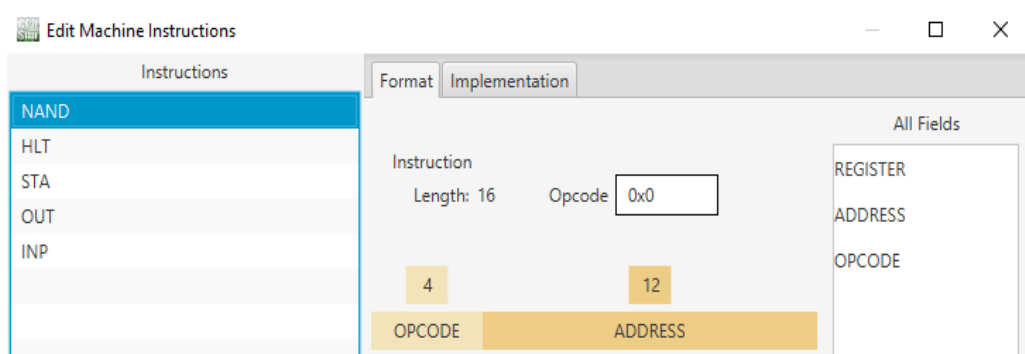 Edit Machine Instructions
Instructions
NAND
HLT
STA
OUT
INP
Format Implementation
Instruction
Length: 16 Opcode 0x0
4 12
OPCODE ADDRESS
All Fields
REGISTER
ADDRESS
OPCODE